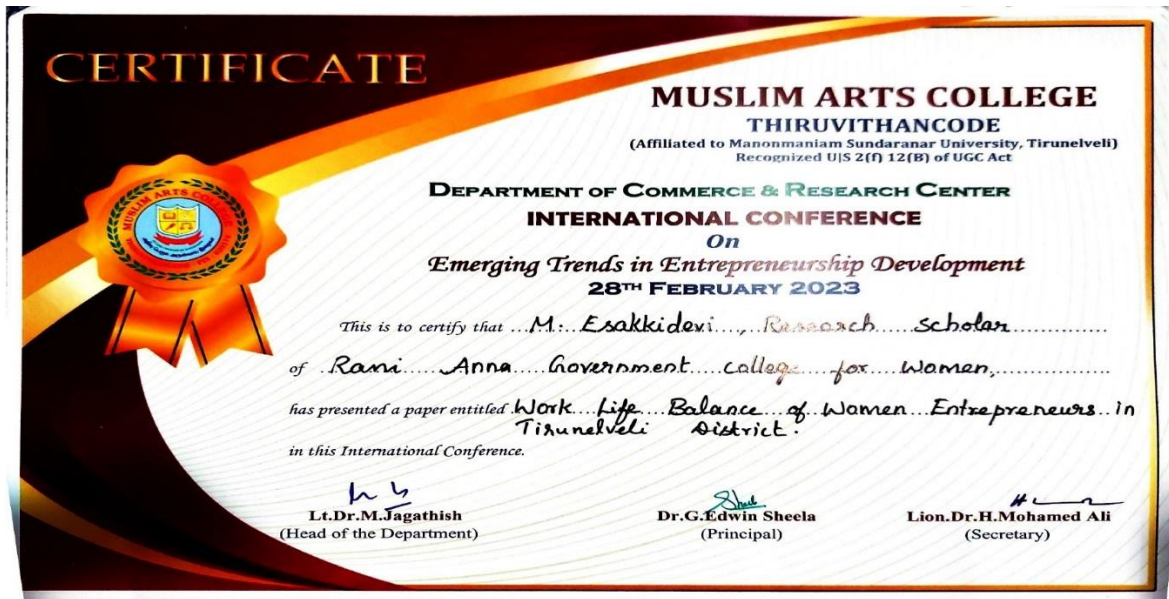 CERTIFICATE
MUSLIM ARTS COLLEGE
THIRUVITHANCODE
(Affiliated to Manonmaniam Sundaranar University, Tirunelveli)
Recognized U|S 2(f) 12(B) of UGC Act
DEPARTMENT OF COMMERCE & RESEARCH CENTER
INTERNATIONAL CONFERENCE
On
Emerging Trends in Entrepreneurship Development
28TH FEBRUARY 2023
MUSLIM ARTS COLLEGE
This is to certify that M. Esakkidevi, Research scholar
of Rani Anna Government college for Women,
has presented a paper entitled Work Life Balance of Women Entrepreneurs in
Tirunelveli District.
in this International Conference.
Lt.Dr.M.Jagathish Dr.G.Edwin Sheela Lion.Dr.H.Mohamed Ali
(Head of the Department) (Principal) (Secretary)